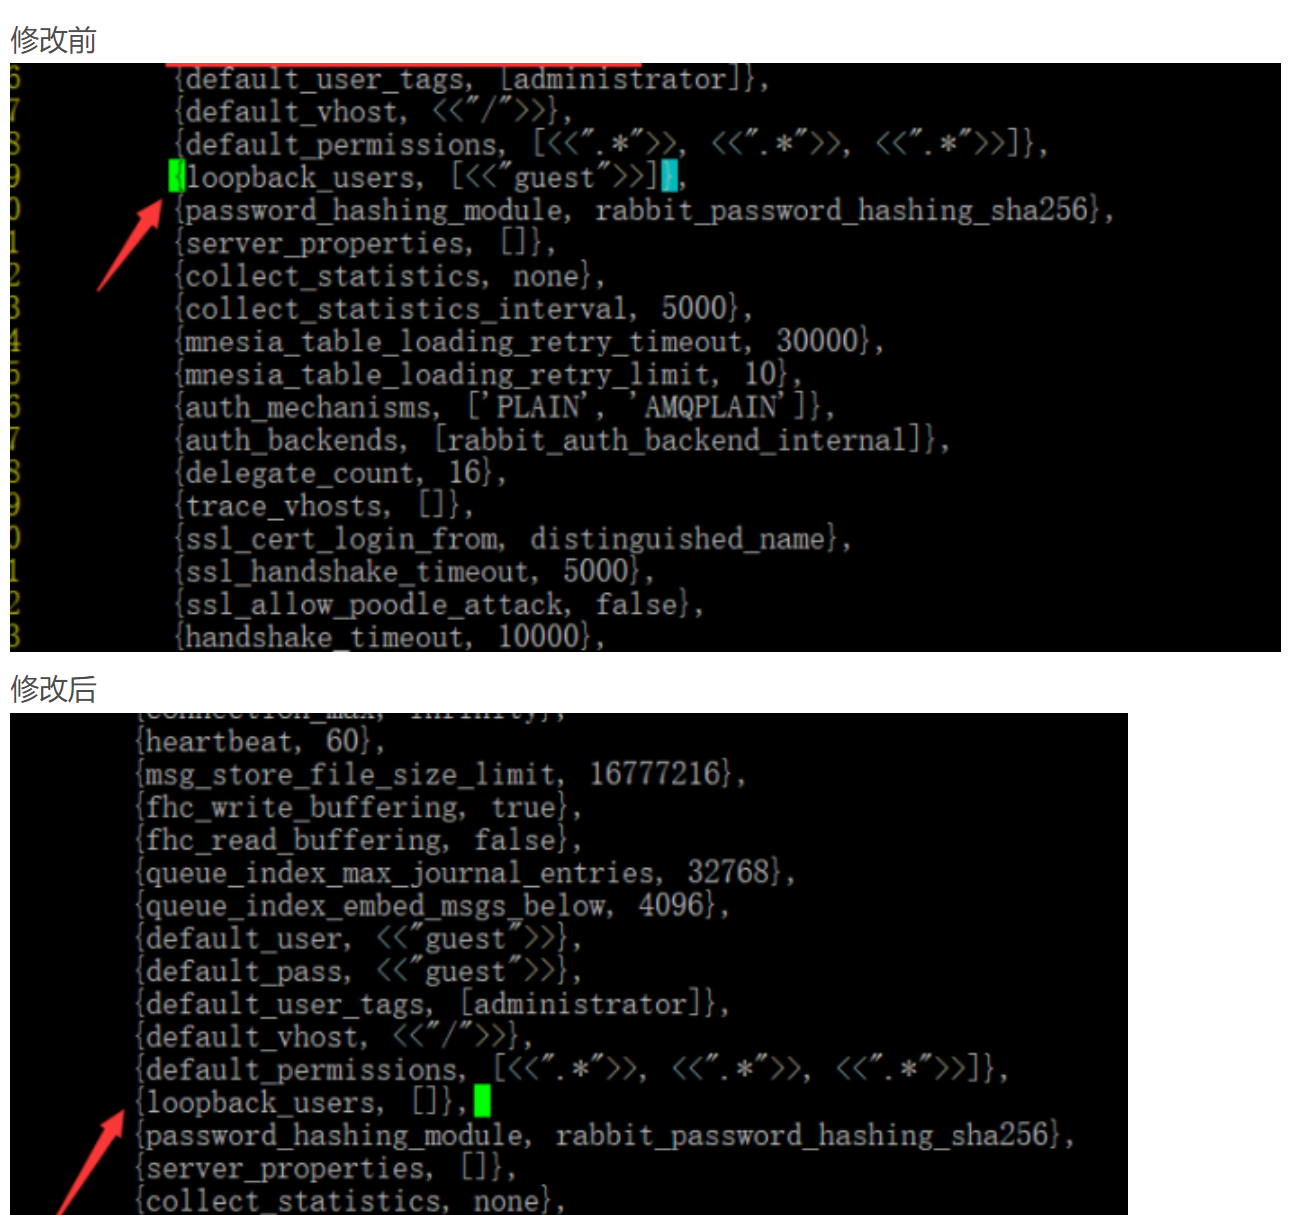 修改前
6 {default_user_tags, [administrator]},
7 {default_vhost, <<"/">>},
8 {default_permissions, [<<".*">>, <<".*">>, <<".*">>]},
9 {loopback_users, [<<"guest">>]},
0 {password_hashing_module, rabbit_password_hashing_sha256},
1 {server_properties, []},
2 {collect_statistics, none},
3 {collect_statistics_interval, 5000},
4 {mnesia_table_loading_retry_timeout, 30000},
5 {mnesia_table_loading_retry_limit, 10},
6 {auth_mechanisms, ['PLAIN', 'AMQPLAIN']},
7 {auth_backends, [rabbit_auth_backend_internal]},
8 {delegate_count, 16},
9 {trace_vhosts, []},
0 {ssl_cert_login_from, distinguished_name},
1 {ssl_handshake_timeout, 5000},
2 {ssl_allow_poodle_attack, false},
3 {handshake_timeout, 10000},
修改后
{connection_max, infinity},
{heartbeat, 60},
{msg_store_file_size_limit, 16777216},
{fhc_write_buffering, true},
{fhc_read_buffering, false},
{queue_index_max_journal_entries, 32768},
{queue_index_embed_msgs_below, 4096},
{default_user, <<"guest">>},
{default_pass, <<"guest">>},
{default_user_tags, [administrator]},
{default_vhost, <<"/">>},
{default_permissions, [<<".*">>, <<".*">>, <<".*">>]},
{loopback_users, []},
{password_hashing_module, rabbit_password_hashing_sha256},
{server_properties, []},
{collect_statistics, none},